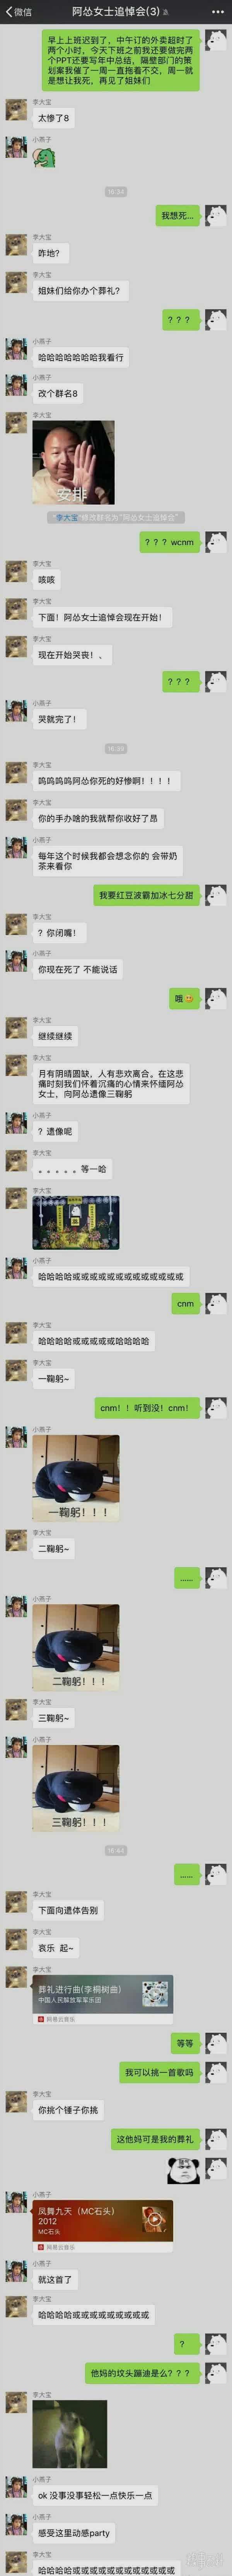 微信
阿怂女士追悼会(3)
早上上班迟到了，中午订的外卖超时了
两个小时，今天下班之前我还要做完两
个PPT还要写年中总结，隔壁部门的策
划案我催了一周一直拖着不交，周一就
是想让我死，再见了姐妹们
李大宝
太惨了8
小燕子
16:34
我想死...
李大宝
咋地?
李大宝
姐妹们给你办个葬礼?
? ? ?
小燕子
哈哈哈哈哈哈哈我看行
小燕子
改个群名8
李大宝
安排
"李大宝"修改群名为"阿怂女士追悼会"
? ? ? wcnm
李大宝
咳咳
李大宝
下面！阿怂女士追悼会现在开始！
李大宝
现在开始哭丧！、
? ? ?
小燕子
哭就完了！
李大宝
呜呜呜呜阿怂你死的好惨啊！！！！
李大宝
你的手办啥的我就帮你收好了昂
小燕子
每年这个时候我都会想念你的 会带奶
茶来看你
我要红豆波霸加冰七分甜
李大宝
? 你闭嘴！
小燕子
你现在死了 不能说话
哦
李大宝
继续继续
李大宝
月有阴晴圆缺，人有悲欢离合。在这悲
痛时刻我们怀着沉痛的心情来怀缅阿怂
女士，向阿怂遗像三鞠躬
小燕子
? 遗像呢
李大宝
。。。。。等一哈
李大宝
小燕子
哈哈哈哈或或或或或或或或或或或或或
cnm
李大宝
哈哈哈哈或或或或或哈哈哈哈
李大宝
一鞠躬~
cnm！！听到没！cnm！
小燕子
一鞠躬！！！
李大宝
二鞠躬~
......
小燕子
二鞠躬！！！
李大宝
三鞠躬~
小燕子
三鞠躬！！！
......
李大宝
下面向遗体告别
李大宝
哀乐 起~
李大宝
葬礼进行曲(李桐树曲)
中国人民解放军军乐团
网易云音乐
等等
我可以挑一首歌吗
李大宝
你挑个锤子你挑
这他妈可是我的葬礼
小燕子
凤舞九天（MC石头）
2012
MC石头
网易云音乐
小燕子
就这首了
李大宝
哈哈哈哈或或或或或或或或或
?
他妈的坟头蹦迪是么? ? ?
李大宝
小燕子
ok 没事没事轻松一点快乐一点
小燕子
感受这里动感party
李大宝
哈哈哈哈或或或或或或或或或或或或